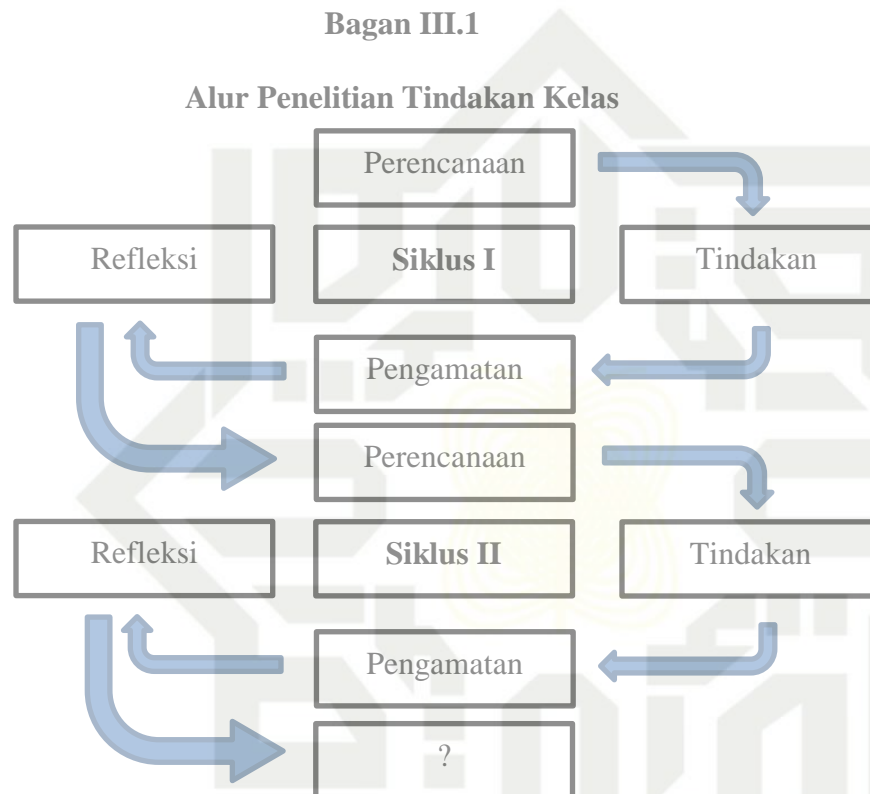 Bagan III.1
Alur Penelitian Tindakan Kelas
Perencanaan
Refleksi
Siklus I
Tindakan
Pengamatan
Perencanaan
Refleksi
Siklus II
Tindakan
Pengamatan
?